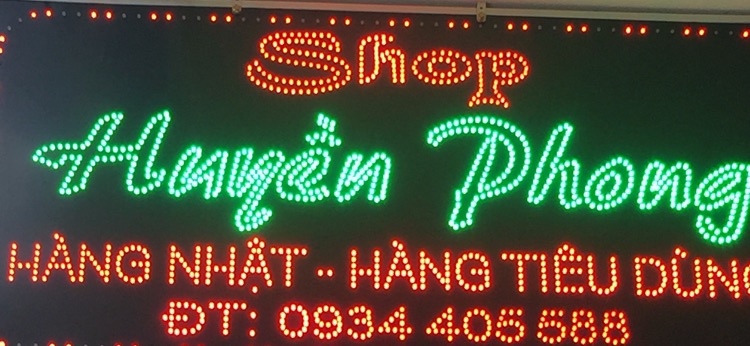 Shop
Huyền Phong
HÀNG NHẬT - HÀNG TIÊU DÙNG
ĐT: 0934 405 588